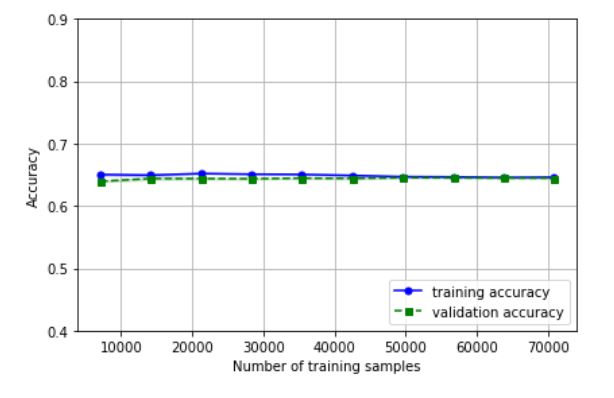 0.9
0.8
0.7
0.6
0.5
0.4
Accuracy
training accuracy
validation accuracy
10000 20000 30000 40000 50000 60000 70000
Number of training samples